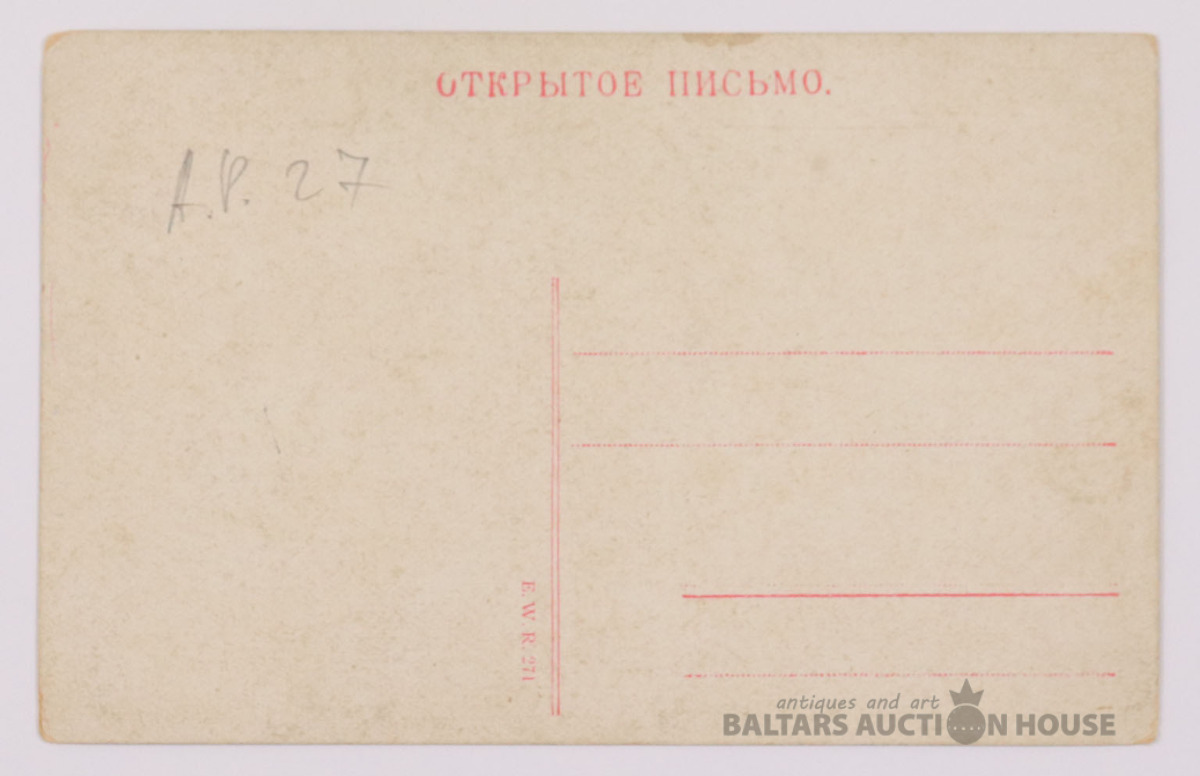 ОТКРЫТОЕ ПИСЬМО.
A.P. 27
E. W. R. 271
antiques and art
BALTARS AUCTION HOUSE